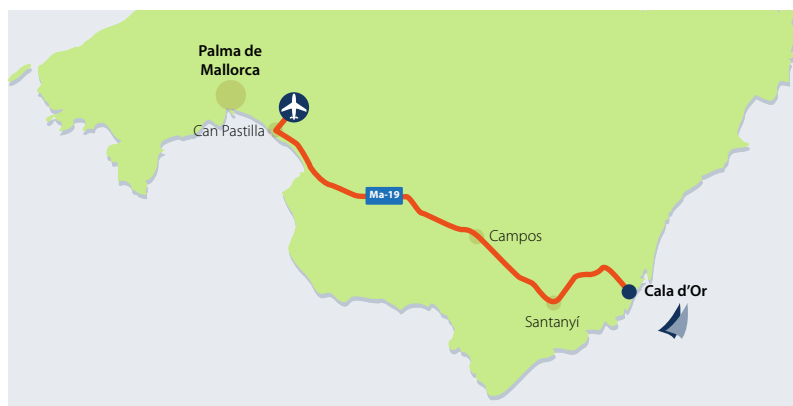 Palma de
Mallorca
Can Pastilla
Ma-19
Campos
Cala d’Or
Santanyí